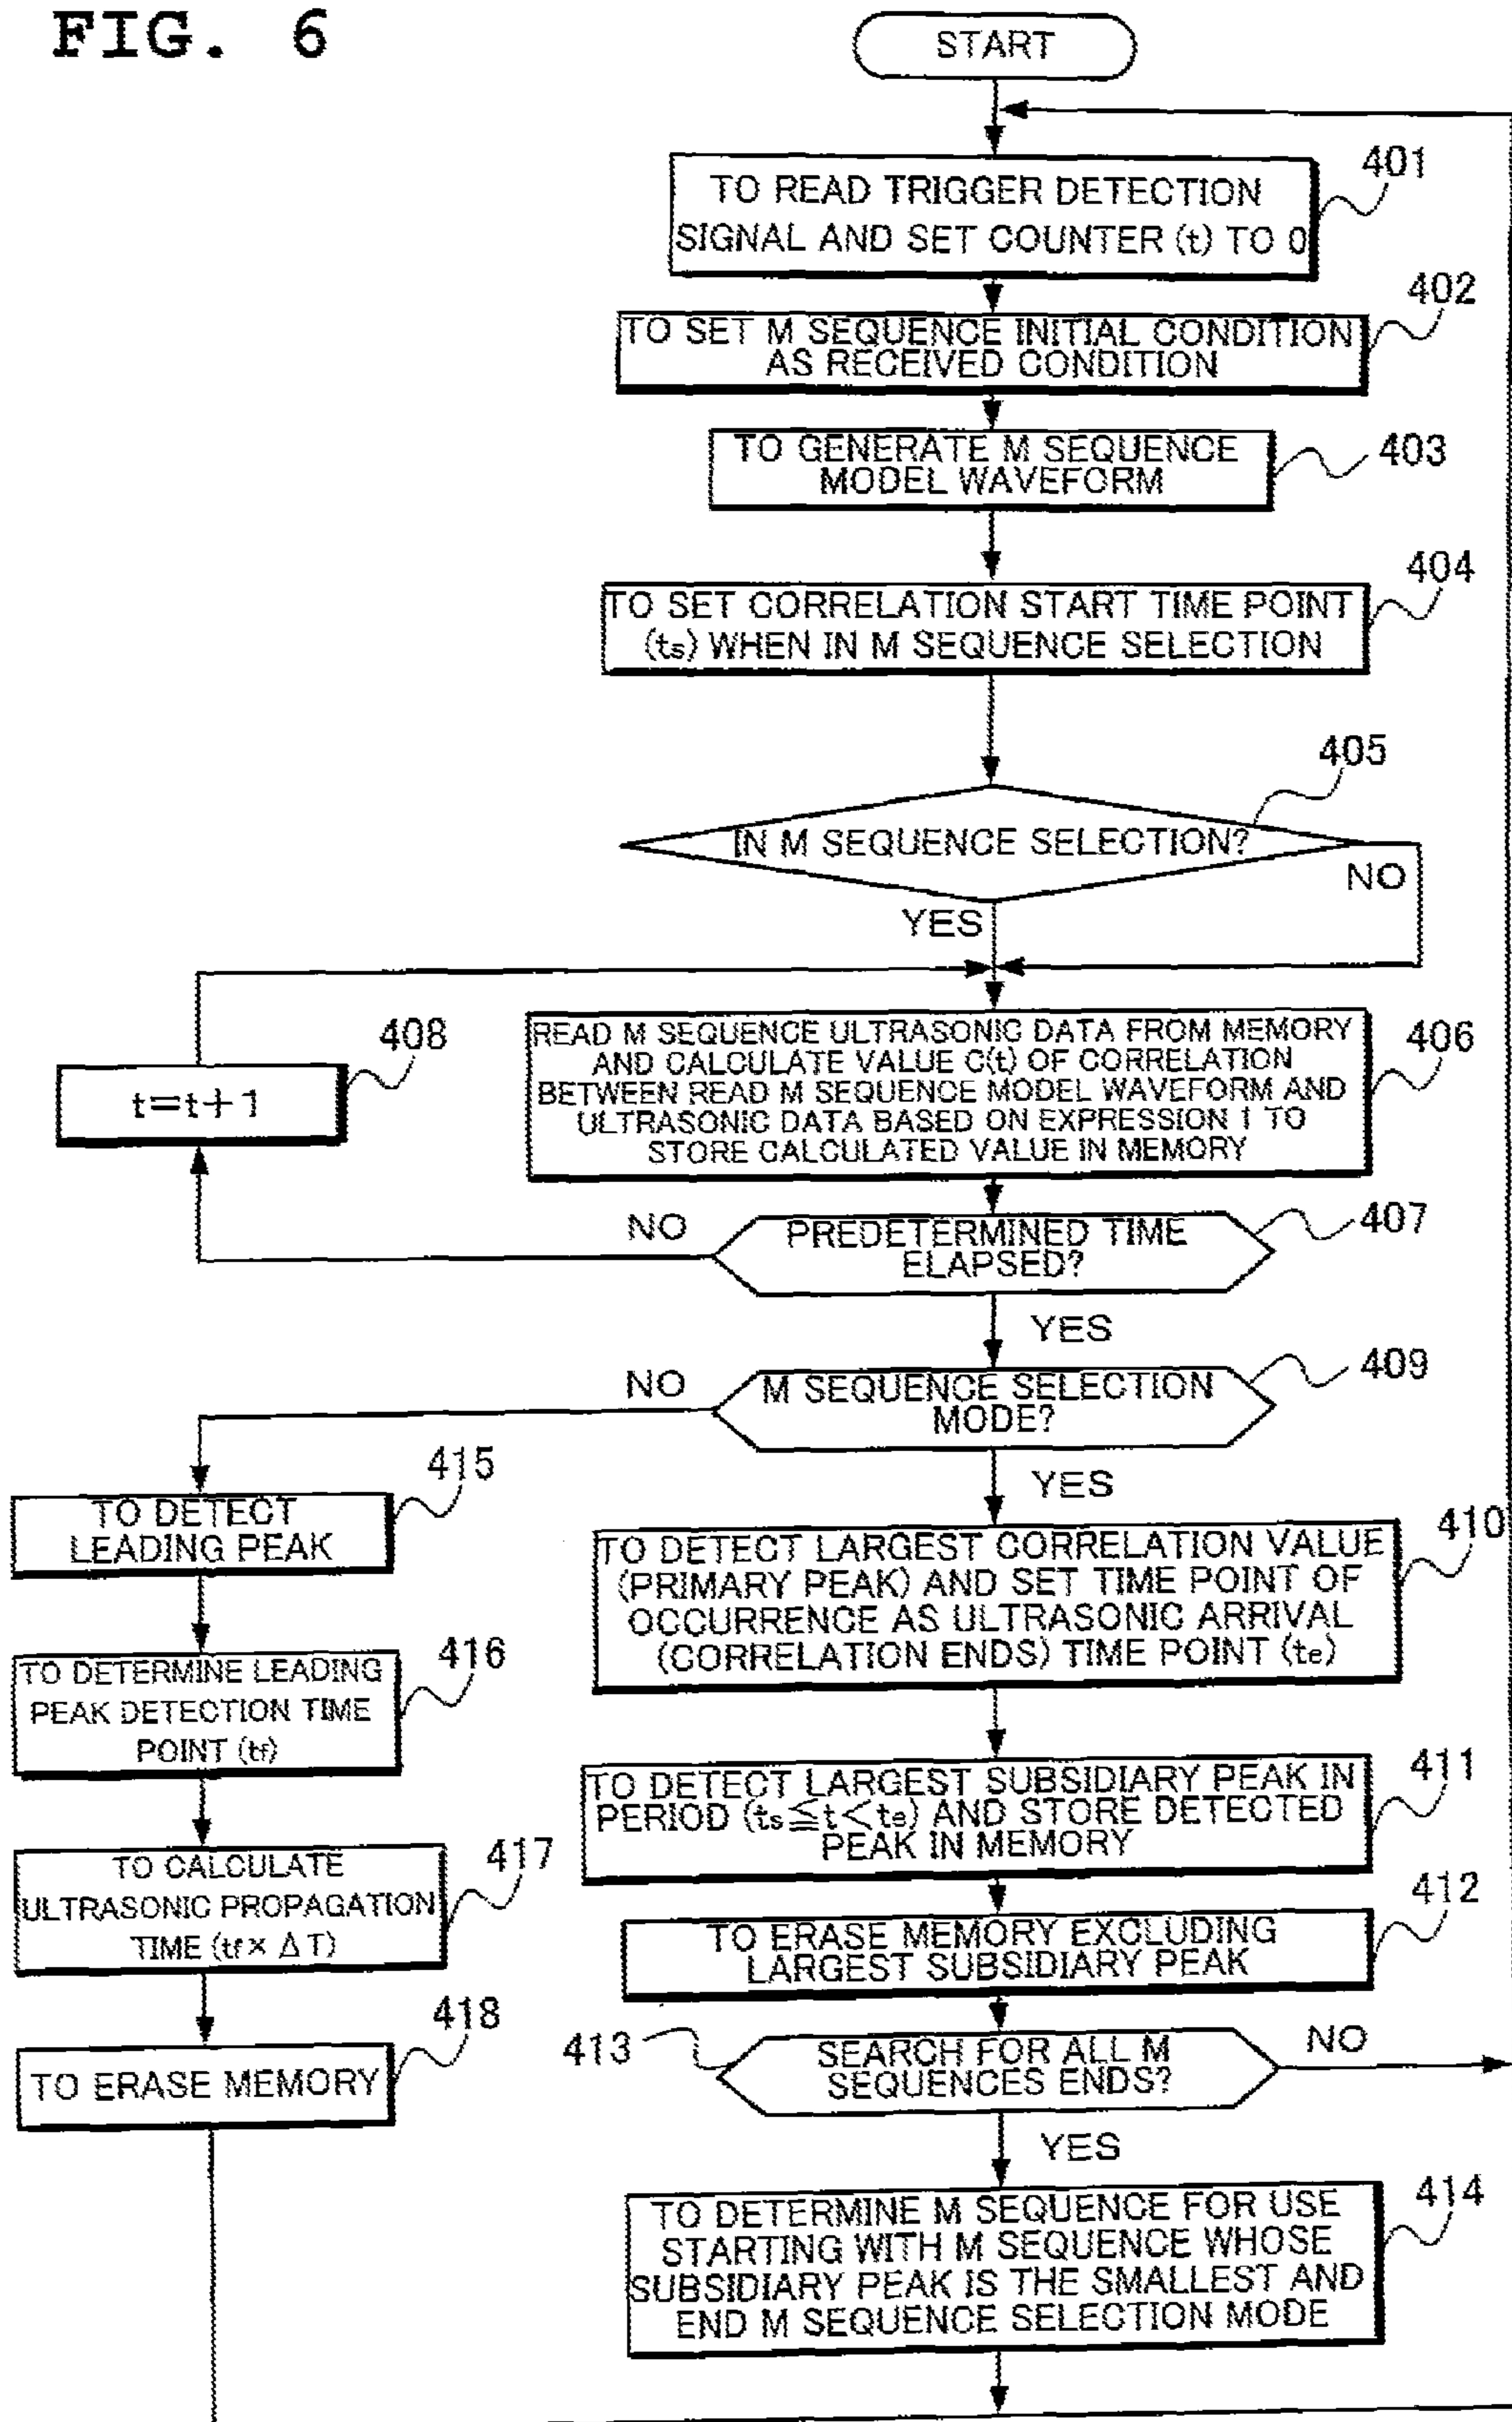 FIG. 6
START
401
TO READ TRIGGER DETECTION
SIGNAL AND SET COUNTER (t) TO 0
402
TO SET M SEQUENCE INITIAL CONDITION
AS RECEIVED CONDITION
403
TO GENERATE M SEQUENCE
MODEL WAVEFORM
404
TO SET CORRELATION START TIME POINT
(ts) WHEN IN M SEQUENCE SELECTION
405
IN M SEQUENCE SELECTION?
NO
YES
408
t=t+1
READ M SEQUENCE ULTRASONIC DATA FROM MEMORY
AND CALCULATE VALUE C(t) OF CORRELATION
BETWEEN READ M SEQUENCE MODEL WAVEFORM AND
ULTRASONIC DATA BASED ON EXPRESSION 1 TO
STORE CALCULATED VALUE IN MEMORY
406
NO
PREDETERMINED TIME
ELAPSED?
407
YES
NO
M SEQUENCE SELECTION
MODE?
409
YES
415
TO DETECT
LEADING PEAK
410
TO DETECT LARGEST CORRELATION VALUE
(PRIMARY PEAK) AND SET TIME POINT OF
OCCURRENCE AS ULTRASONIC ARRIVAL
(CORRELATION ENDS) TIME POINT (te)
416
TO DETERMINE LEADING
PEAK DETECTION TIME
POINT (tf)
411
TO DETECT LARGEST SUBSIDIARY PEAK IN
PERIOD (ts≦t<te) AND STORE DETECTED
PEAK IN MEMORY
417
TO CALCULATE
ULTRASONIC PROPAGATION
TIME (tf× ΔT)
412
TO ERASE MEMORY EXCLUDING
LARGEST SUBSIDIARY PEAK
418
TO ERASE MEMORY
413
SEARCH FOR ALL M
SEQUENCES ENDS?
NO
YES
414
TO DETERMINE M SEQUENCE FOR USE
STARTING WITH M SEQUENCE WHOSE
SUBSIDIARY PEAK IS THE SMALLEST AND
END M SEQUENCE SELECTION MODE